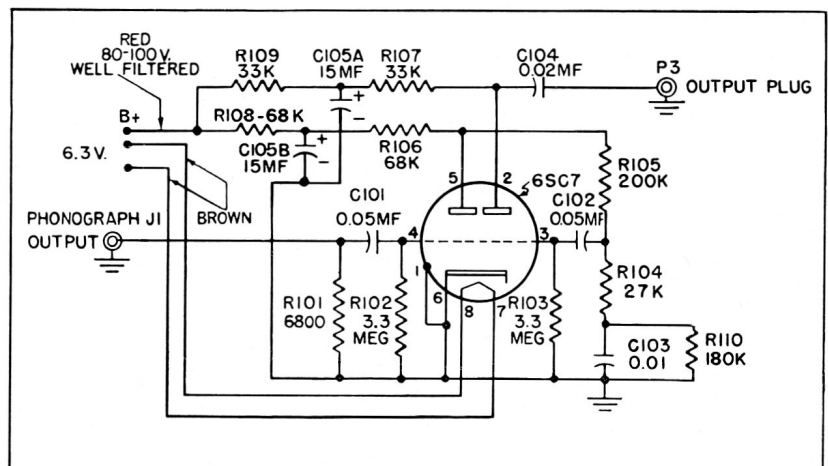 RED
80-100 V.
WELL FILTERED
R109
33K
C105A
15MF
R107
33K
C104
0.02MF
P3
OUTPUT PLUG
B+
R108-68K
+
-
6.3 V.
C105B
15MF
+
-
R106
68K
5
2
6SC7
R105
200K
BROWN
C101
0.05MF
C102
0.05MF
PHONOGRAPH J1
OUTPUT
4
3
1
6
8
7
R101
6800
R102
3.3
MEG
R103
3.3
MEG
R104
27K
C103
0.01
R110
180K